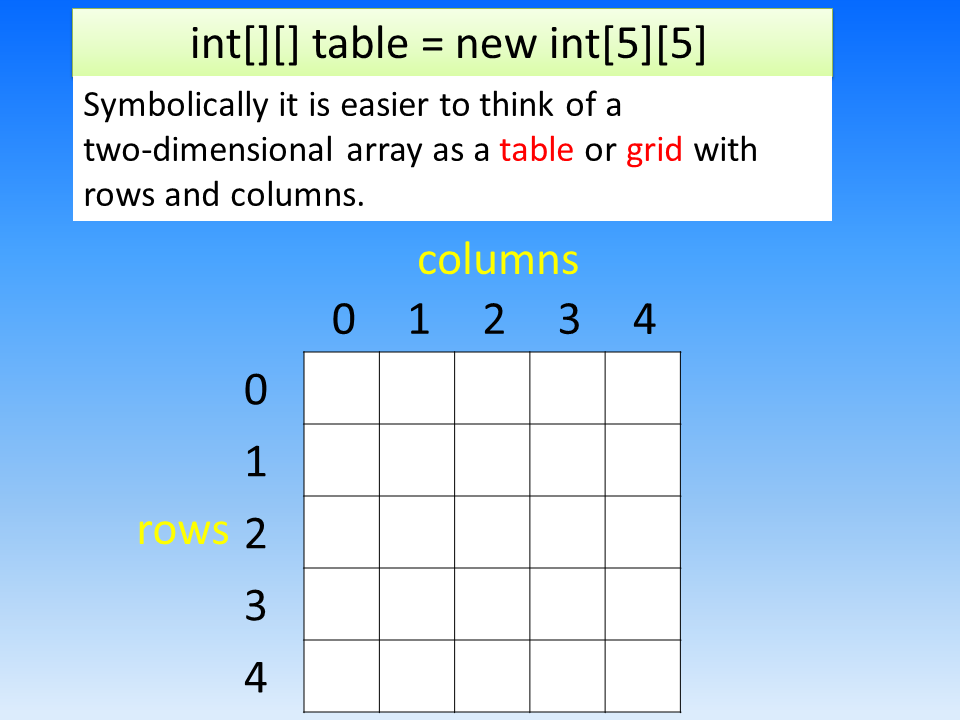 int[][] table = new int[5][5]
Symbolically it is easier to think of a
two-dimensional array as a table or grid with
rows and columns.
columns
0 1 2 3 4
0
1
rows 2
3
4